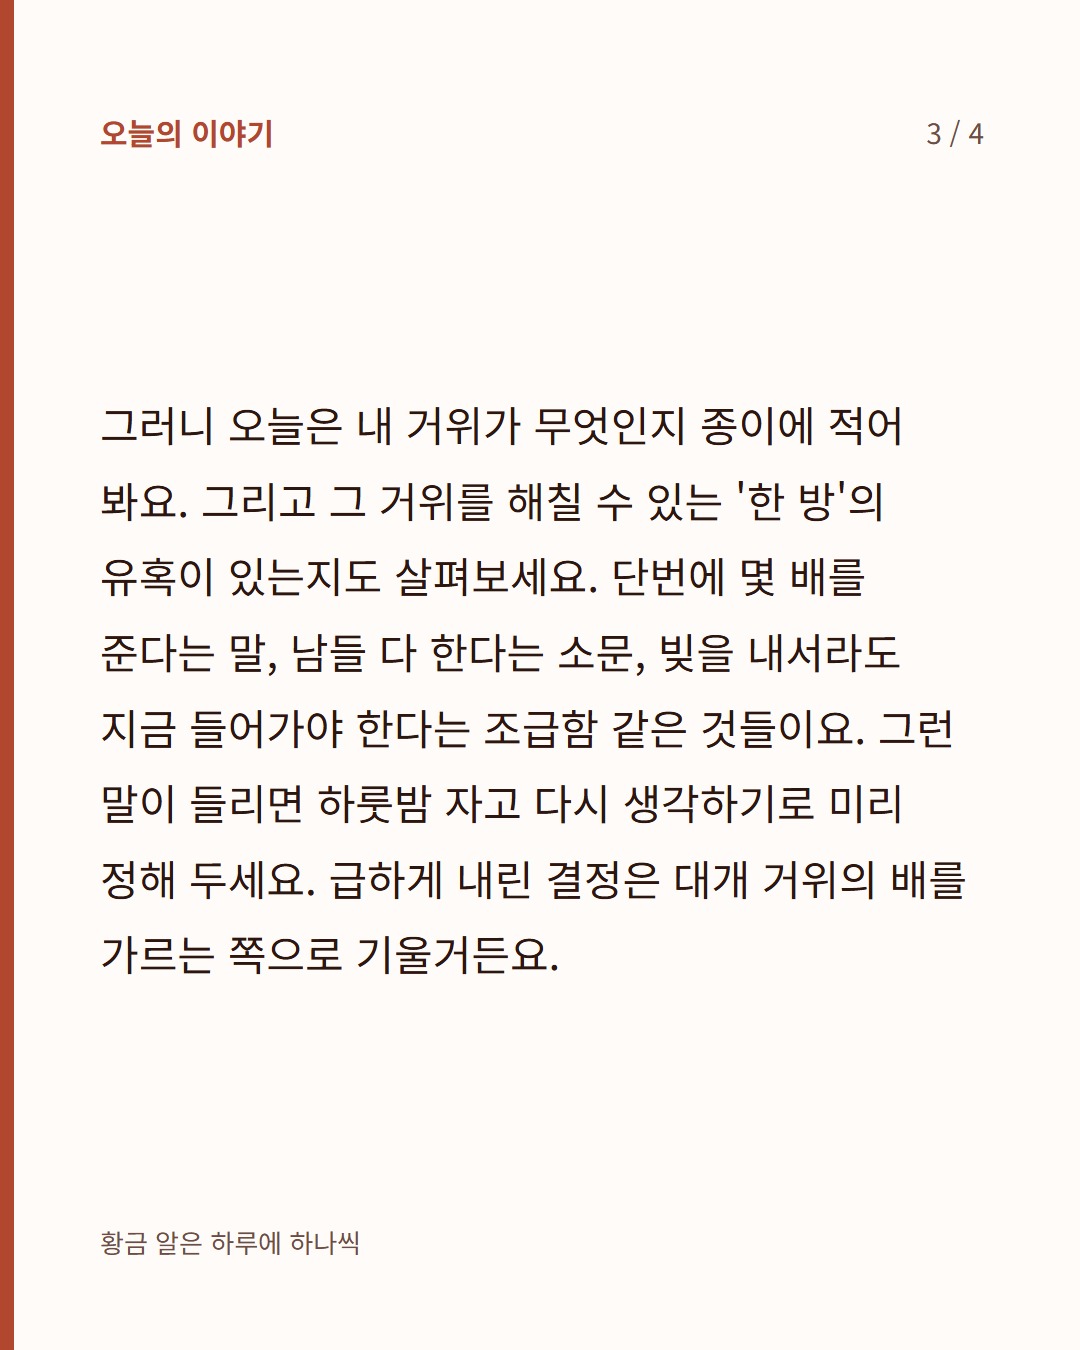 오늘의 이야기
3 / 4
그러니 오늘은 내 거위가 무엇인지 종이에 적어
봐요. 그리고 그 거위를 해칠 수 있는 '한 방'의
유혹이 있는지도 살펴보세요. 단번에 몇 배를
준다는 말, 남들 다 한다는 소문, 빚을 내서라도
지금 들어가야 한다는 조급함 같은 것들이요. 그런
말이 들리면 하룻밤 자고 다시 생각하기로 미리
정해 두세요. 급하게 내린 결정은 대개 거위의 배를
가르는 쪽으로 기울거든요.
황금 알은 하루에 하나씩